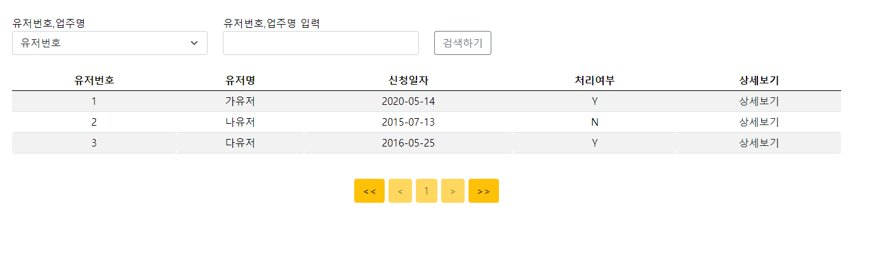 유저번호,업주명 유저번호,업주명 입력
유저번호 검색하기
유저번호 유저명 신청일자 처리여부 상세보기
1 가유저 2020-05-14 Y 상세보기
2 나유저 2015-07-13 N 상세보기
3 다유저 2016-05-25 Y 상세보기
<< < 1 > >>